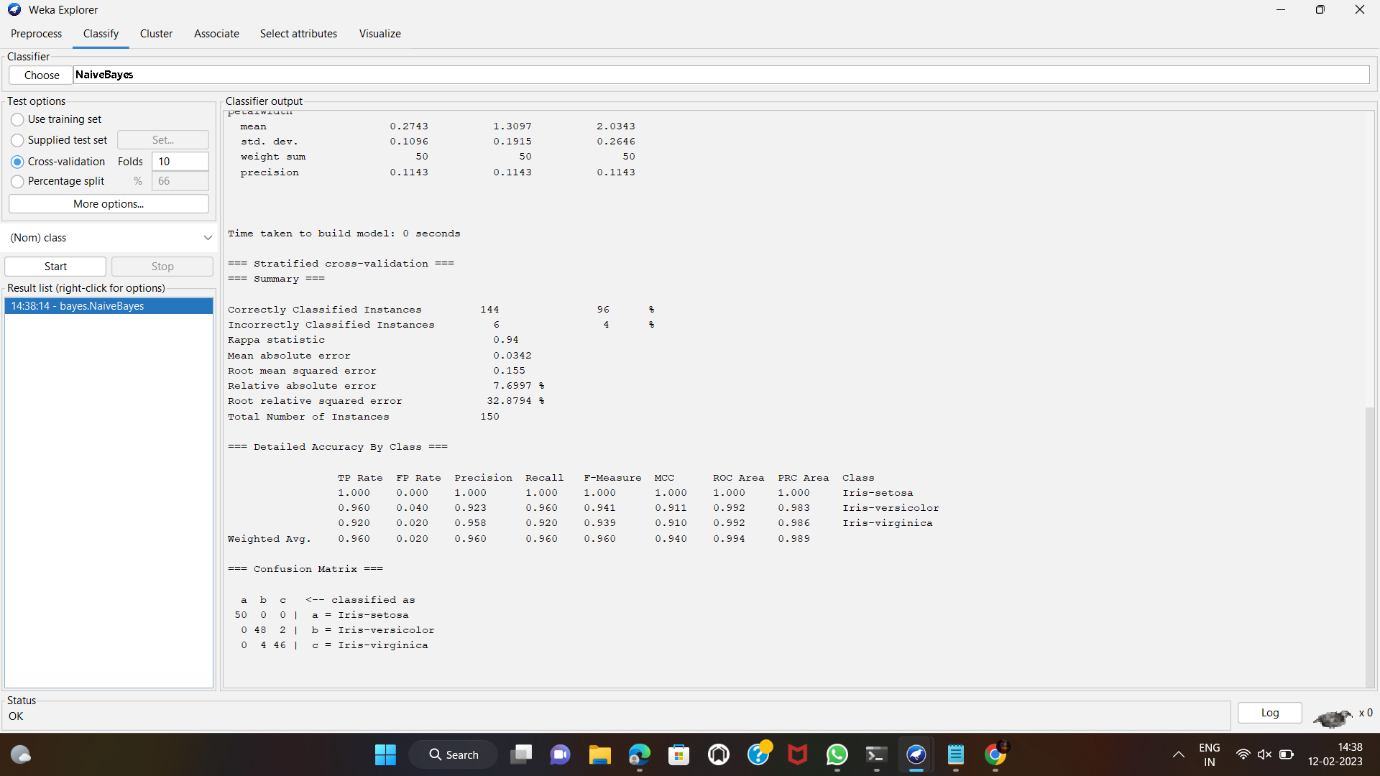 Weka Explorer
Preprocess Classify Cluster Associate Select attributes Visualize
Classifier
Choose NaiveBayes
Test options
Use training set
Supplied test set Set...
Cross-validation Folds 10
Percentage split % 66
More options...
(Nom) class
Start Stop
Result list (right-click for options)
14:38:14 - bayes.NaiveBayes
Classifier output
petalwidth
mean 0.2743 1.3097 2.0343
std. dev. 0.1096 0.1915 0.2646
weight sum 50 50 50
precision 0.1143 0.1143 0.1143
Time taken to build model: 0 seconds
=== Stratified cross-validation ===
=== Summary ===
Correctly Classified Instances 144 96 %
Incorrectly Classified Instances 6 4 %
Kappa statistic 0.94
Mean absolute error 0.0342
Root mean squared error 0.155
Relative absolute error 7.6997 %
Root relative squared error 32.8794 %
Total Number of Instances 150
=== Detailed Accuracy By Class ===
TP Rate FP Rate Precision Recall F-Measure MCC ROC Area PRC Area Class
1.000 0.000 1.000 1.000 1.000 1.000 1.000 1.000 Iris-setosa
0.960 0.040 0.923 0.960 0.941 0.911 0.992 0.983 Iris-versicolor
0.920 0.020 0.958 0.920 0.939 0.910 0.992 0.986 Iris-virginica
Weighted Avg. 0.960 0.020 0.960 0.960 0.960 0.940 0.994 0.989
=== Confusion Matrix ===
a b c <-- classified as
50 0 0 | a = Iris-setosa
0 48 2 | b = Iris-versicolor
0 4 46 | c = Iris-virginica
Status
OK
Log x 0
Search
ENG
IN
14:38
12-02-2023